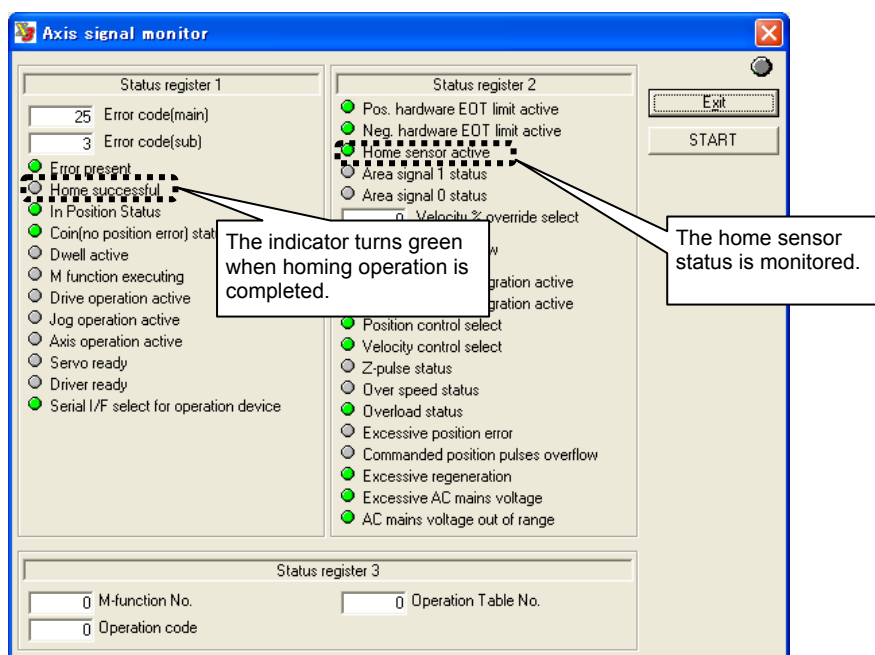 Axis signal monitor
Status register 1
25 Error code(main)
3 Error code(sub)
Error present
Home successful
In Position Status
Coin(no position error) stat
Dwell active
M function executing
Drive operation active
Jog operation active
Axis operation active
Servo ready
Driver ready
Serial I/F select for operation device
The indicator turns green
when homing operation is
completed.
Status register 2
Pos. hardware EOT limit active
Neg. hardware EOT limit active
Home sensor active
Area signal 1 status
Area signal 0 status
0 Velocity % override select
w
gration active
gration active
Position control select
Velocity control select
Z-pulse status
Over speed status
Overload status
Excessive position error
Commanded position pulses overflow
Excessive regeneration
Excessive AC mains voltage
AC mains voltage out of range
Exit
START
The home sensor
status is monitored.
Status register 3
0 M-function No.
0 Operation Table No.
0 Operation code